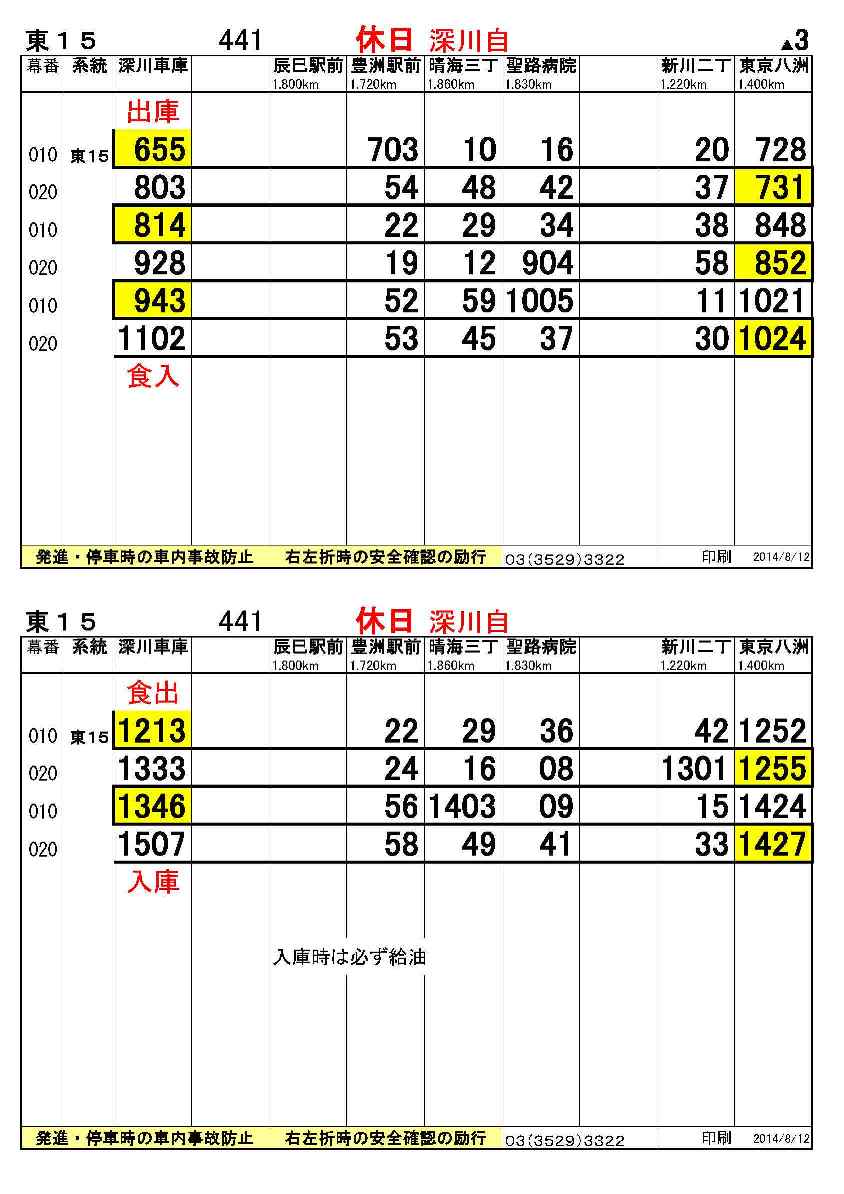 東15 441 休日 深川自 ▲3
幕番 系統 深川車庫 辰巳駅前 豊洲駅前 晴海三丁 聖路病院 新川二丁 東京八洲
1.800km 1.720km 1.860km 1.830km 1.220km 1.400km
出庫
010 東15 655 703 10 16 20 728
020 803 54 48 42 37 731
010 814 22 29 34 38 848
020 928 19 12 904 58 852
010 943 52 59 1005 11 1021
020 1102 53 45 37 30 1024
食入
発進・停車時の車内事故防止 右左折時の安全確認の励行 03(3529)3322 印刷 2014/8/12
東15 441 休日 深川自
幕番 系統 深川車庫 辰巳駅前 豊洲駅前 晴海三丁 聖路病院 新川二丁 東京八洲
1.800km 1.720km 1.860km 1.830km 1.220km 1.400km
食出
010 東15 1213 22 29 36 42 1252
020 1333 24 16 08 1301 1255
010 1346 56 1403 09 15 1424
020 1507 58 49 41 33 1427
入庫
入庫時は必ず給油
発進・停車時の車内事故防止 右左折時の安全確認の励行 03(3529)3322 印刷 2014/8/12